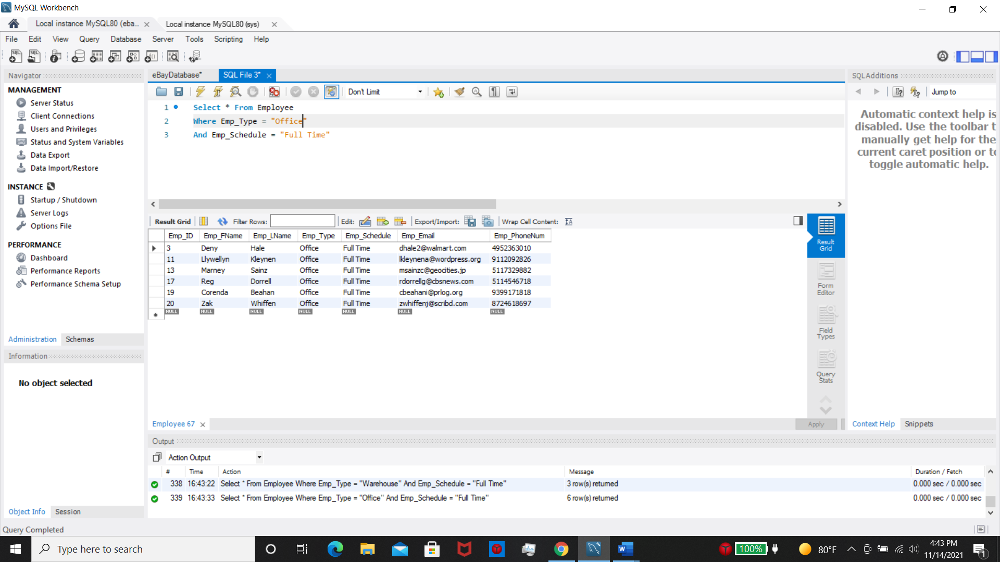 MySQL Workbench
Local instance MySQL80 (eba...
Local instance MySQL80 (sys)
File Edit View Query Database Server Tools Scripting Help
Navigator
MANAGEMENT
Server Status
Client Connections
Users and Privileges
Status and System Variables
Data Export
Data Import/Restore
INSTANCE
Startup / Shutdown
Server Logs
Options File
PERFORMANCE
Dashboard
Performance Reports
Performance Schema Setup
Administration Schemas
Information
No object selected
Object Info Session
eBayDatabase* SQL File 3*
Don't Limit
1 Select * From Employee
2 Where Emp_Type = "Office"
3 And Emp_Schedule = "Full Time"
Result Grid Filter Rows: Edit: Export/Import: Wrap Cell Content:
Emp_ID Emp_FName Emp_LName Emp_Type Emp_Schedule Emp_Email Emp_PhoneNum
3 Deny Hale Office Full Time dhale2@walmart.com 4952363010
11 Llywellyn Kleynen Office Full Time lkleynena@wordpress.org 9112092826
13 Marney Sainz Office Full Time msainzc@geocities.jp 5117329882
17 Reg Dorrell Office Full Time rdorrellg@cbsnews.com 5114546718
19 Corenda Beahan Office Full Time cbeahani@prlog.org 9399171818
20 Zak Whiffen Office Full Time zwhiffenj@scribd.com 8724618697
NULL NULL NULL NULL NULL NULL NULL
Result
Grid
Form
Editor
Field
Types
Query
Stats
Employee 67
Apply
SQLAdditions
Jump to
Automatic context help is
disabled. Use the toolbar t
manually get help for the
current caret position or to
toggle automatic help.
Context Help Snippets
Output
Action Output
# Time Action Message Duration / Fetch
338 16:43:22 Select * From Employee Where Emp_Type = "Warehouse" And Emp_Schedule = "Full Time" 3 row(s) returned 0.000 sec / 0.000 sec
339 16:43:33 Select * From Employee Where Emp_Type = "Office" And Emp_Schedule = "Full Time" 6 row(s) returned 0.000 sec / 0.000 sec
Query Completed
Type here to search
100%
80°F
4:43 PM
11/14/2021
1